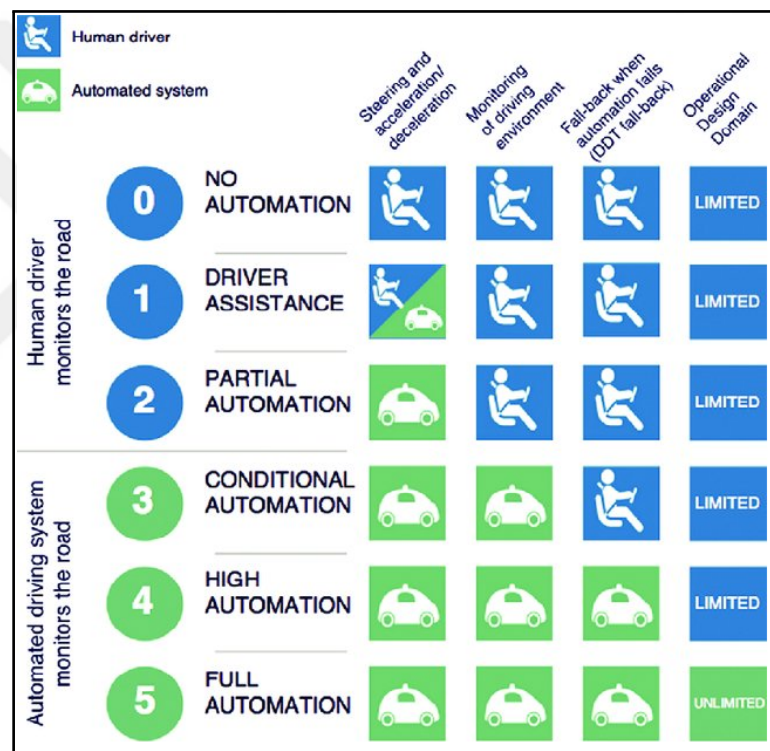 Human driver
Automated system
Steering and
acceleration/
deceleration
Monitoring
of driving
environment
Fall-back when
automation fails
(DDT fall-back)
Operational
Design
Domain
Human driver
monitors the road
0
NO
AUTOMATION
LIMITED
1
DRIVER
ASSISTANCE
LIMITED
2
PARTIAL
AUTOMATION
LIMITED
Automated driving system
monitors the road
3
CONDITIONAL
AUTOMATION
LIMITED
4
HIGH
AUTOMATION
LIMITED
5
FULL
AUTOMATION
UNLIMITED